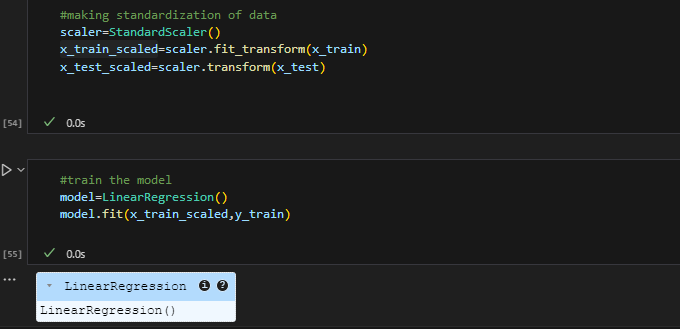 #making standardization of data
scaler=StandardScaler()
x_train_scaled=scaler.fit_transform(x_train)
x_test_scaled=scaler.transform(x_test)
[54]
0.0s
#train the model
model=LinearRegression()
model.fit(x_train_scaled,y_train)
[55]
0.0s
...
LinearRegression i ?
LinearRegression()